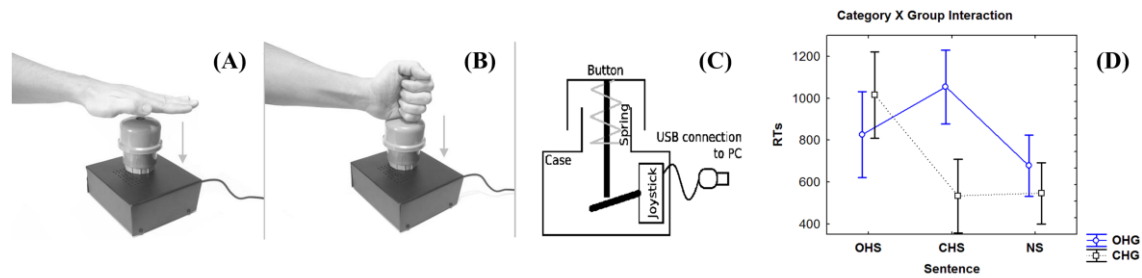 (A)
(B)
(C)
Button
Spring
USB connection
to PC
Case
Joystick
Category X Group Interaction
(D)
1200
1000
800
600
400
RTs
OHS
CHS
NS
Sentence
OHG
CHG